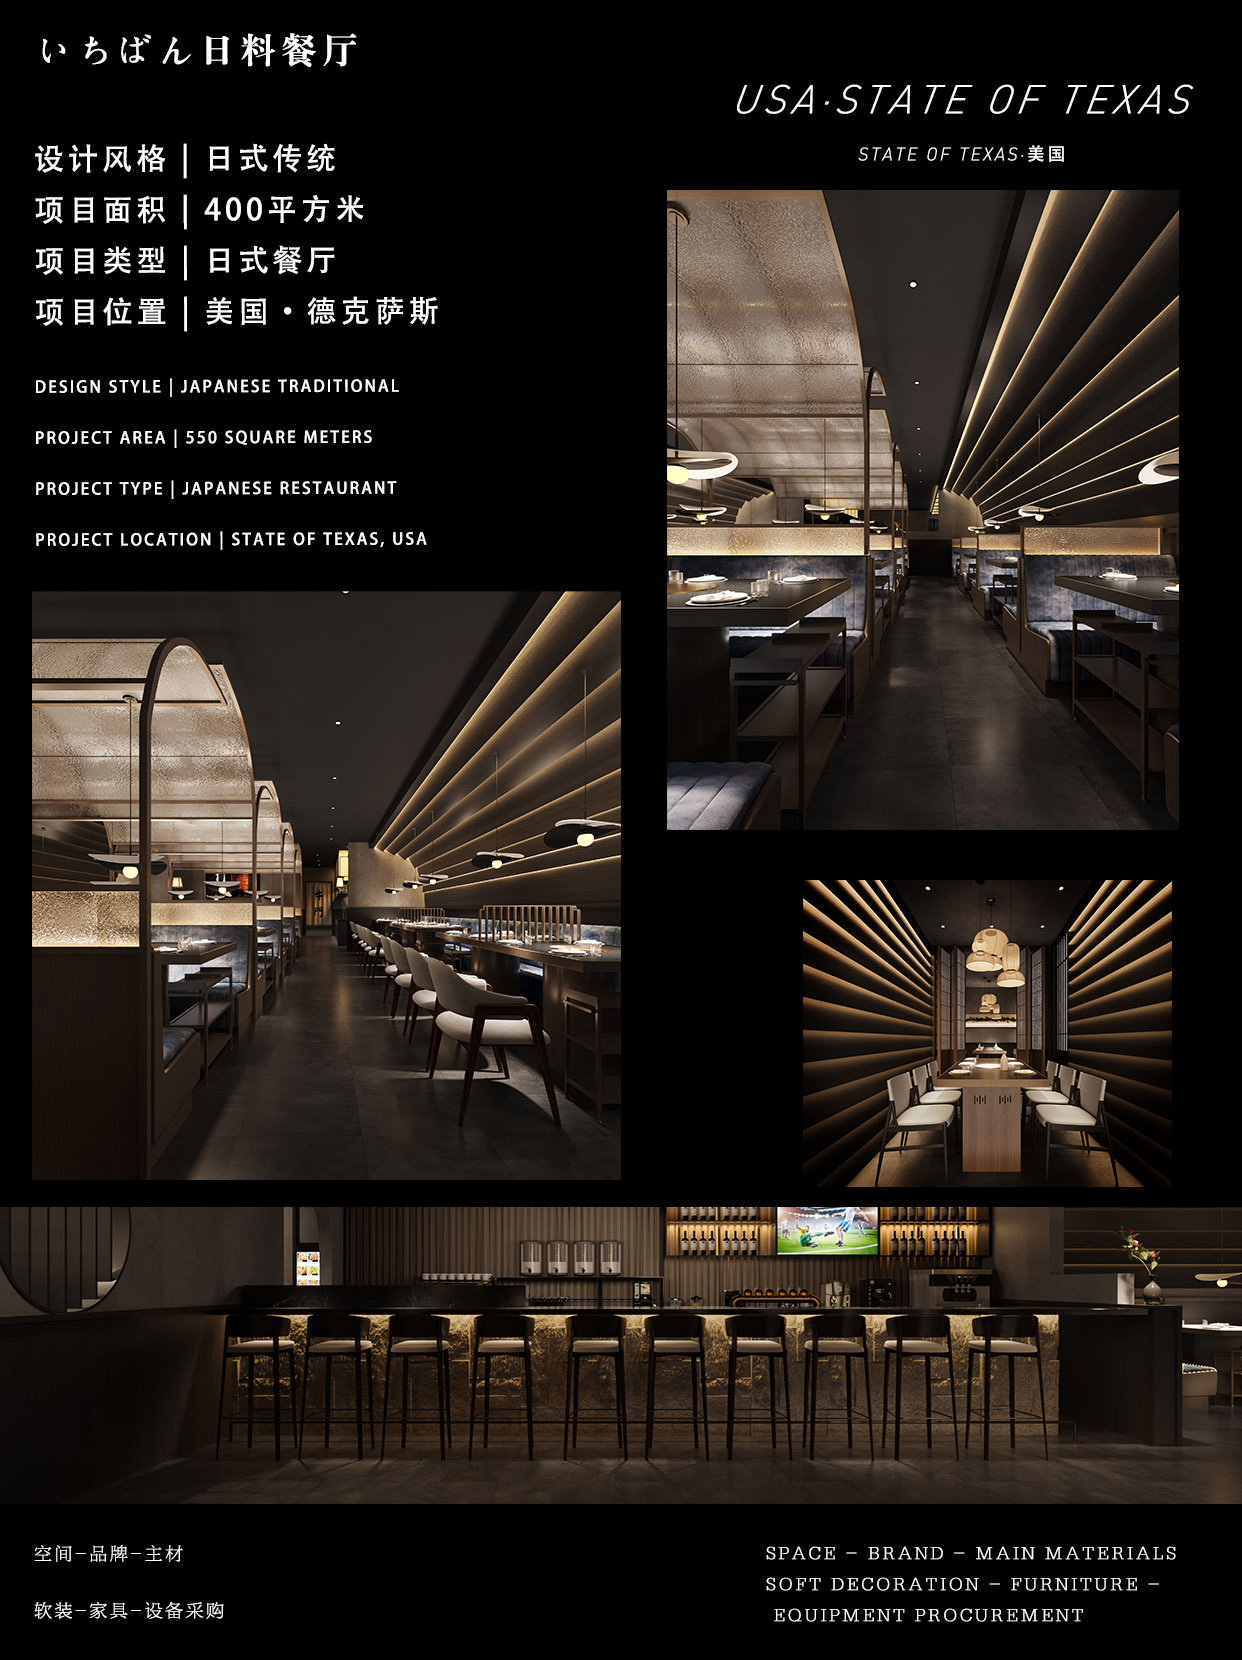 いちばん日料餐厅
USA·STATE OF TEXAS
STATE OF TEXAS·美国
设计风格 | 日式传统
项目面积 | 400平方米
项目类型 | 日式餐厅
项目位置 | 美国·德克萨斯
DESIGN STYLE | JAPANESE TRADITIONAL
PROJECT AREA | 550 SQUARE METERS
PROJECT TYPE | JAPANESE RESTAURANT
PROJECT LOCATION | STATE OF TEXAS, USA
空间–品牌–主材
软装–家具–设备采购
SPACE – BRAND – MAIN MATERIALS
SOFT DECORATION – FURNITURE –
EQUIPMENT PROCUREMENT